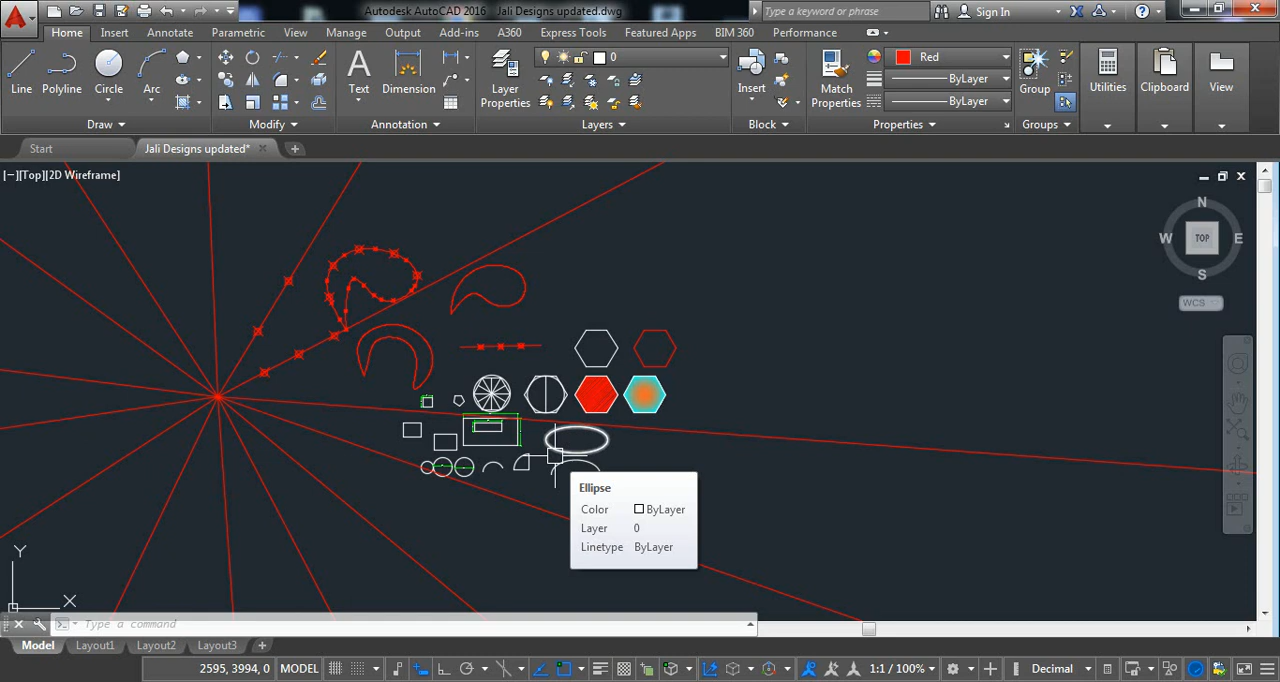 Autodesk AutoCAD 2016 Jali Designs updated.dwg
Type a keyword or phrase
Sign In
Home Insert Annotate Parametric View Manage Output Add-ins A360 Express Tools Featured Apps BIM 360 Performance
Line Polyline Circle Arc
Text Dimension
Layer Properties
0
Insert
Match Properties
Red
ByLayer
ByLayer
Group
Utilities Clipboard View
Draw Modify Annotation Layers Block Properties Groups
Start Jali Designs updated*
[−][Top][2D Wireframe]
N
W TOP E
S
WCS
Ellipse
Color ByLayer
Layer 0
Linetype ByLayer
Y
X
Type a command
Model Layout1 Layout2 Layout3
2595, 3994, 0 MODEL 1:1 / 100% Decimal